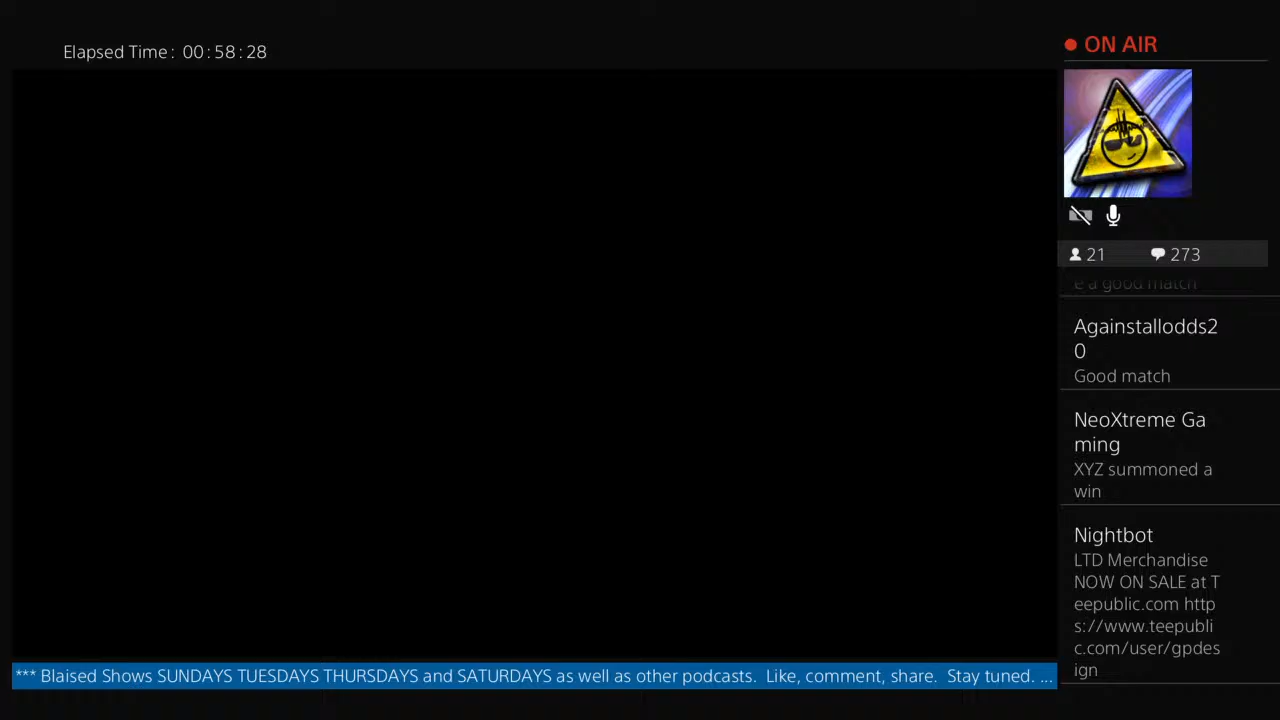 Elapsed Time: 00:58:28
ON AIR
21 273
e a good match
Againstallodds2
0
Good match
NeoXtreme Ga
ming
XYZ summoned a
win
Nightbot
LTD Merchandise
NOW ON SALE at T
eepublic.com http
s://www.teepubli
c.com/user/gpdes
ign
*** Blaised Shows SUNDAYS TUESDAYS THURSDAYS and SATURDAYS as well as other podcasts. Like, comment, share. Stay tuned. ...